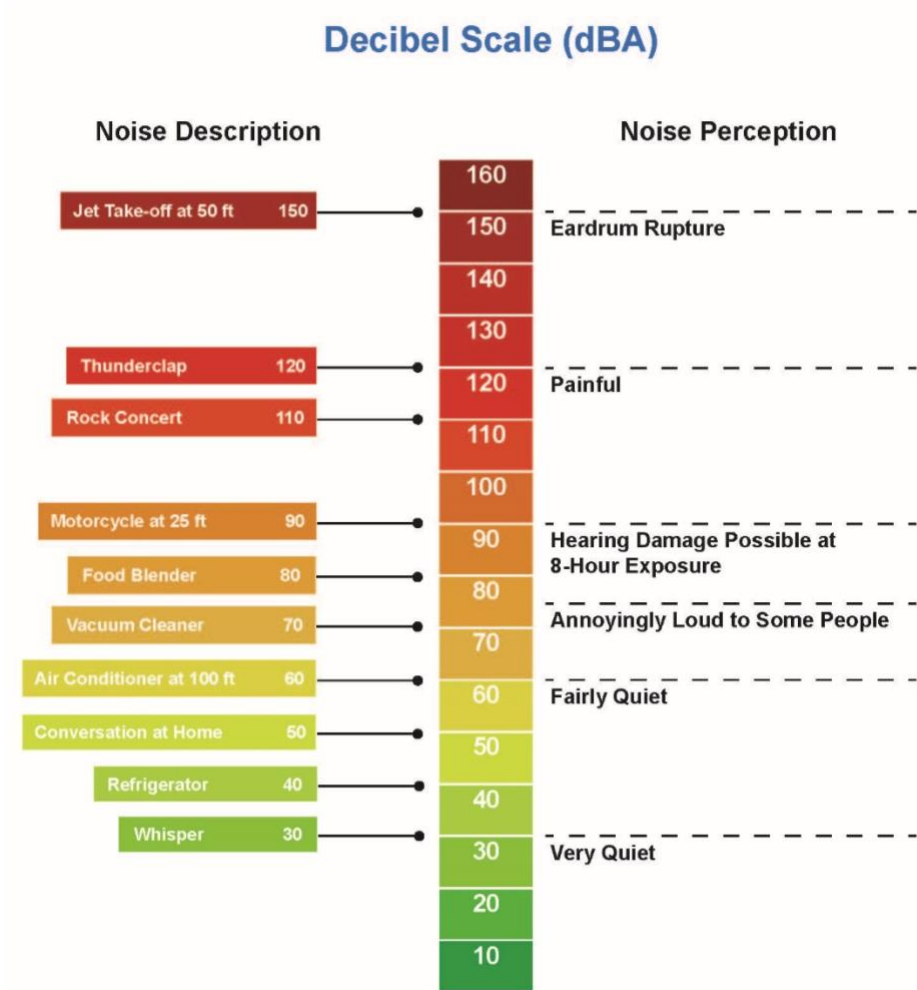 Decibel Scale (dBA)
Noise Description
Noise Perception
160
Jet Take-off at 50 ft 150
150
Eardrum Rupture
140
130
Thunderclap 120
120
Painful
Rock Concert 110
110
100
Motorcycle at 25 ft 90
90
Hearing Damage Possible at
8-Hour Exposure
Food Blender 80
80
Annoyingly Loud to Some People
Vacuum Cleaner 70
70
Air Conditioner at 100 ft 60
60
Fairly Quiet
Conversation at Home 50
50
Refrigerator 40
40
Whisper 30
30
Very Quiet
20
10